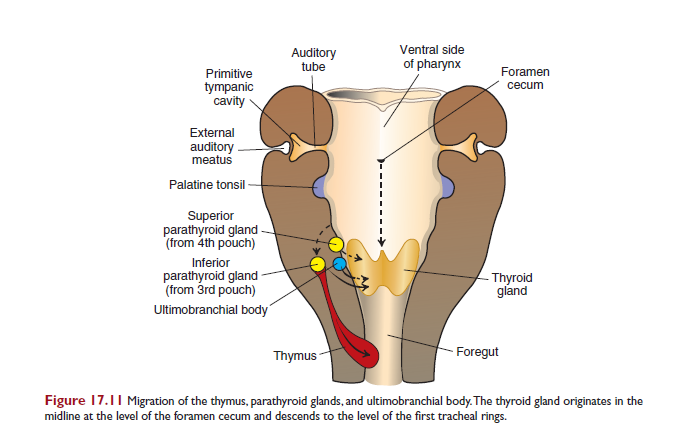 Auditory
tube
Ventral side
of pharynx
Foramen
cecum
Primitive
tympanic
cavity
External
auditory
meatus
Palatine tonsil
Superior
parathyroid gland
(from 4th pouch)
Inferior
parathyroid gland
(from 3rd pouch)
Ultimobranchial body
Thyroid
gland
Thymus
Foregut
Figure 17.11 Migration of the thymus, parathyroid glands, and ultimobranchial body. The thyroid gland originates in the
midline at the level of the foramen cecum and descends to the level of the first tracheal rings.